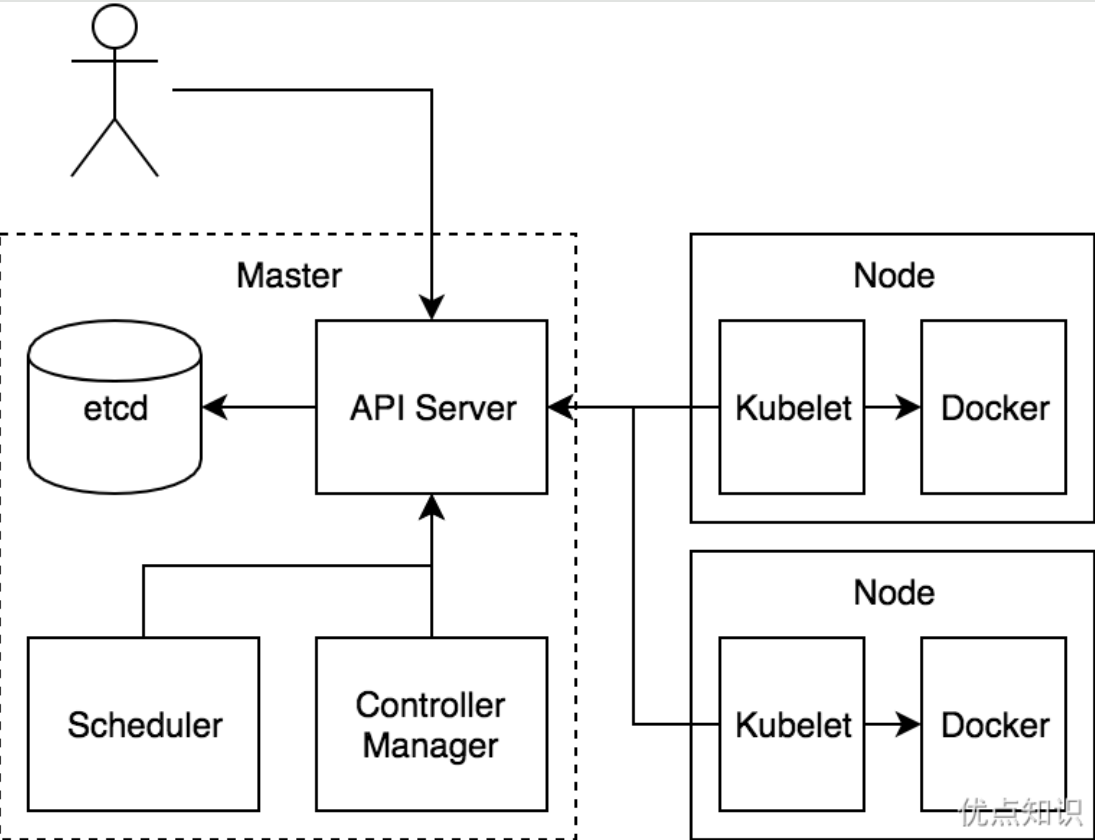 Master
Node
etcd
API Server
Kubelet
Docker
Node
Scheduler
Controller
Manager
Kubelet
Docker
优点知识